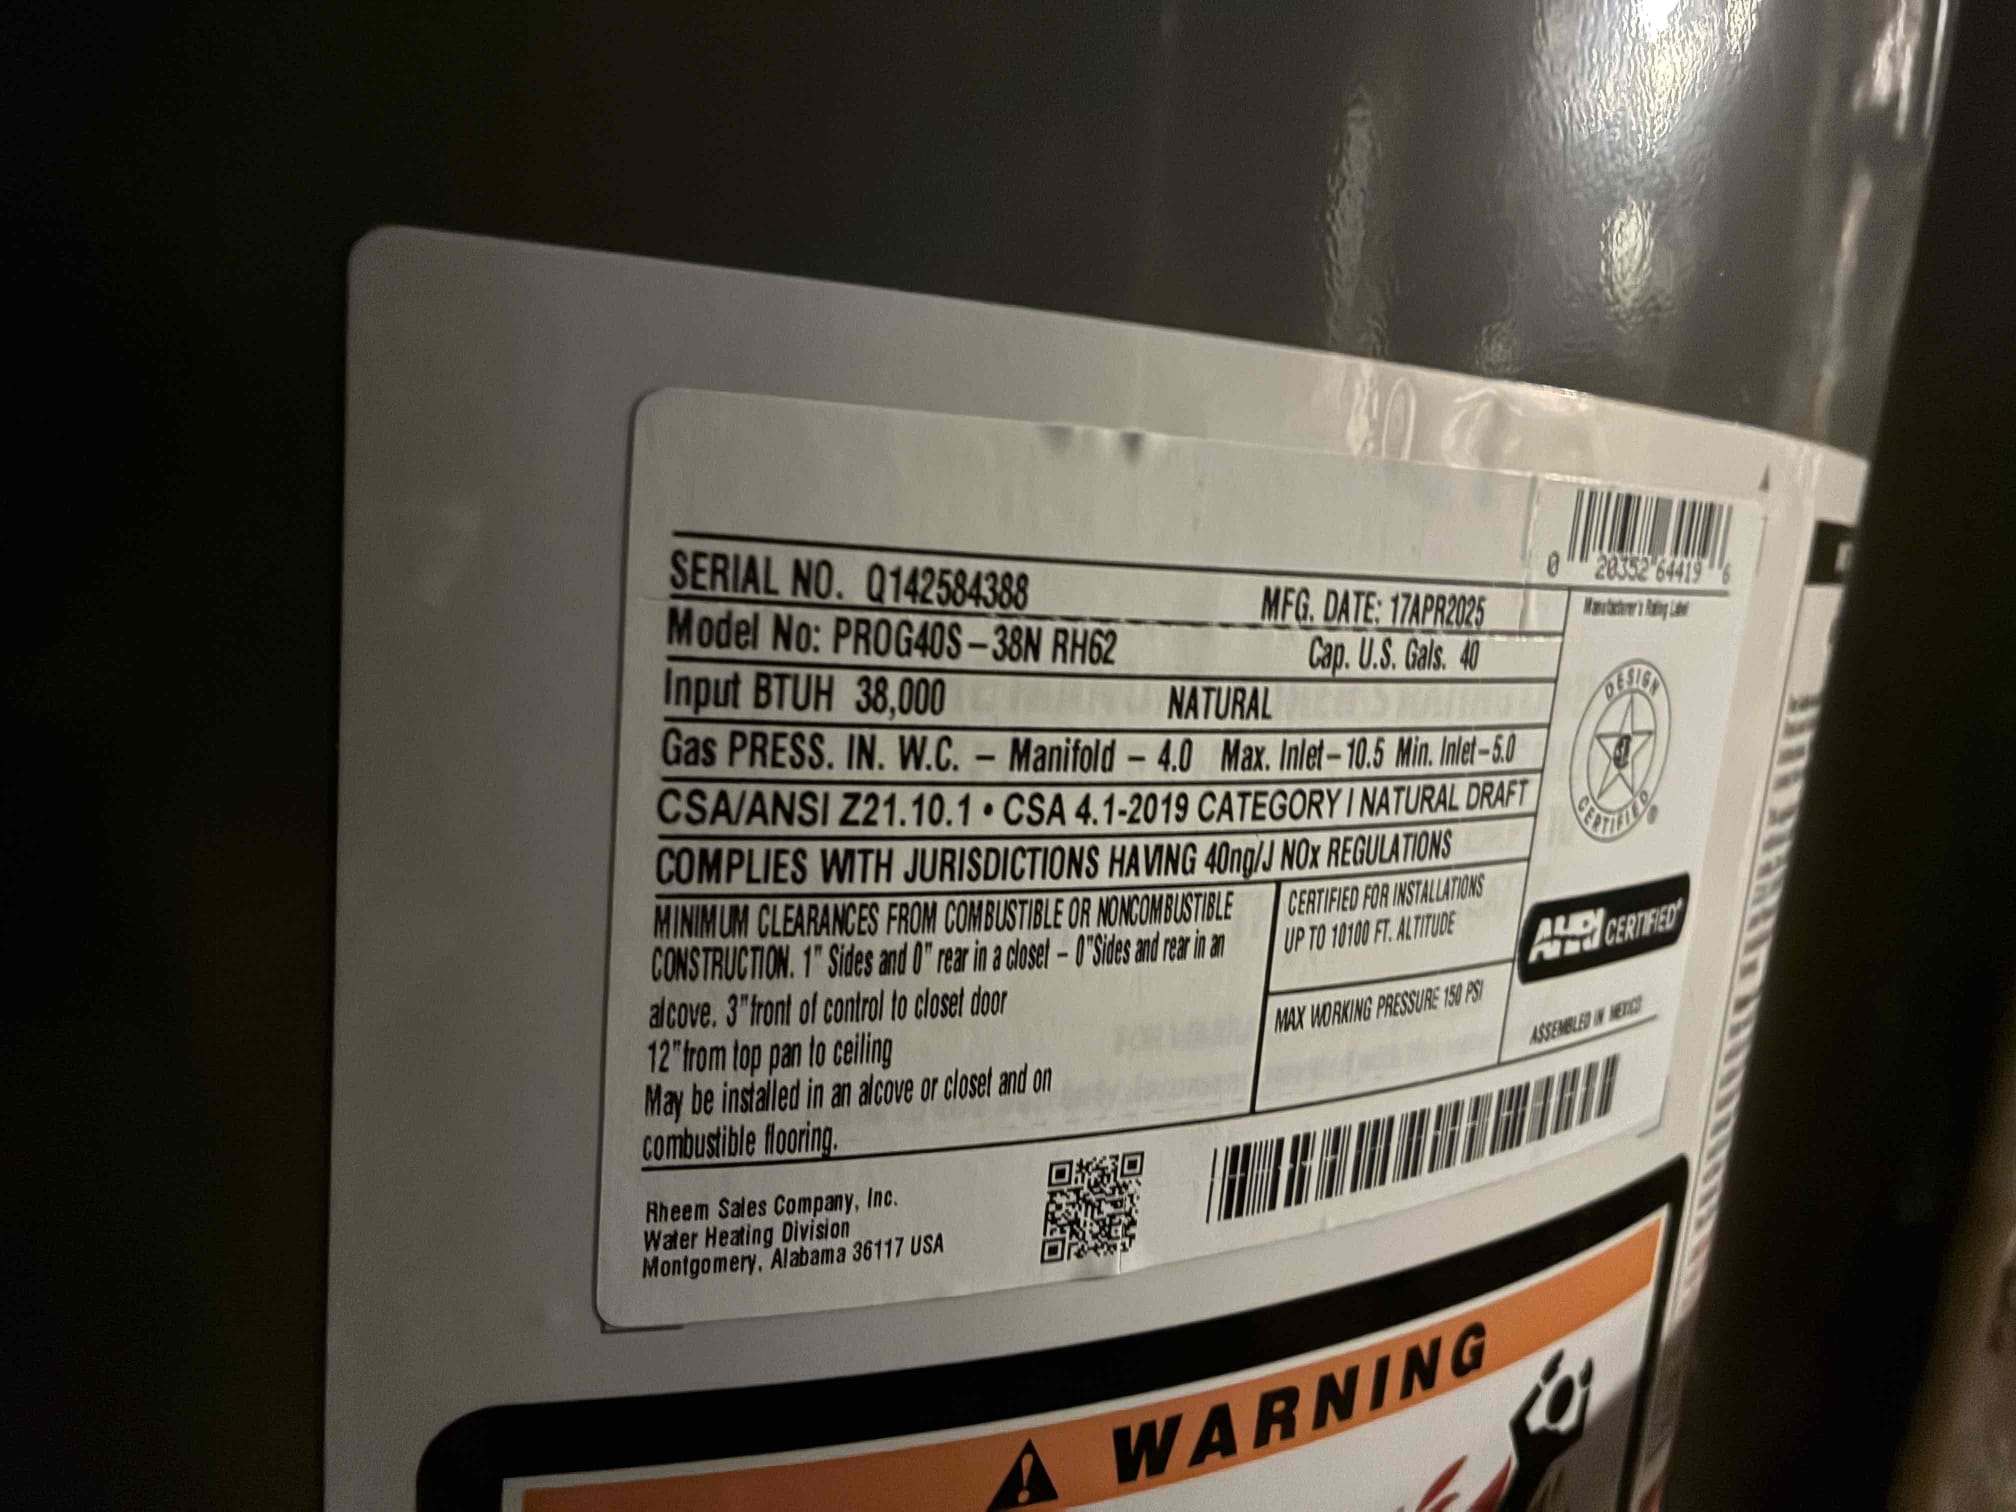 SERIAL NO. Q142584388 MFG. DATE: 17APR2025
0 20352 64419 6
Manufacturer's Rating Label
Model No: PROG40S-38N RH62 Cap. U.S. Gals. 40
Input BTUH 38,000 NATURAL
Gas PRESS. IN. W.C. – Manifold – 4.0 Max. Inlet-10.5 Min. Inlet-5.0
CSA/ANSI Z21.10.1 • CSA 4.1-2019 CATEGORY I NATURAL DRAFT
COMPLIES WITH JURISDICTIONS HAVING 40ng/J NOx REGULATIONS
MINIMUM CLEARANCES FROM COMBUSTIBLE OR NONCOMBUSTIBLE
CONSTRUCTION. 1" Sides and 0" rear in a closet – 0"Sides and rear in an
alcove. 3"front of control to closet door
12"from top pan to ceiling
May be installed in an alcove or closet and on
combustible flooring.
CERTIFIED FOR INSTALLATIONS
UP TO 10100 FT. ALTITUDE
MAX WORKING PRESSURE 150 PSI
DESIGN
CERTIFIED®
AHRI CERTIFIED
ASSEMBLED IN MEXICO
Rheem Sales Company, Inc.
Water Heating Division
Montgomery, Alabama 36117 USA
WARNING